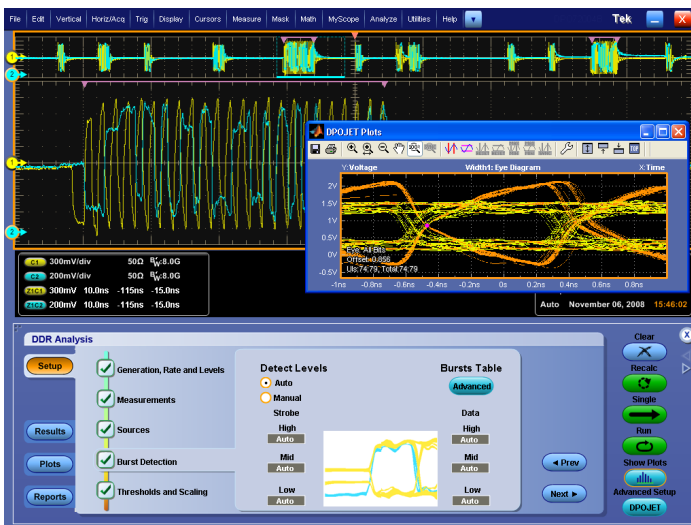 File Edit Vertical Horiz/Acq Trig Display Cursors Measure Mask Math MyScope Analyze Utilities Help Tek
1
2
DPOJET Plots
Y:Voltage Width1: Eye Diagram X:Time
2V
1.5V
1V
0.5V
0V
-0.5V
Eye: All Bits
Offset: 0.856
UIs:74:79; Total:74:79
-1ns -0.8ns -0.6ns -0.4ns -0.2ns 0ns 0.2ns 0.4ns 0.6ns 0.8ns
1
2
C1 300mV/div 50Ω BW:8.0G
C2 200mV/div 50Ω BW:8.0G
Z1C1 300mV 10.0ns -115ns -15.0ns
Z1C2 200mV 10.0ns -115ns -15.0ns
Auto November 06, 2008 15:46:02
DDR Analysis
Setup
Results
Plots
Reports
Generation, Rate and Levels
Measurements
Sources
Burst Detection
Thresholds and Scaling
Detect Levels
Auto
Manual
Strobe
High
Auto
Mid
Auto
Low
Auto
Bursts Table
Advanced
Data
High
Auto
Mid
Auto
Low
Auto
Prev
Next
Clear
Recalc
Single
Run
Show Plots
Advanced Setup
DPOJET